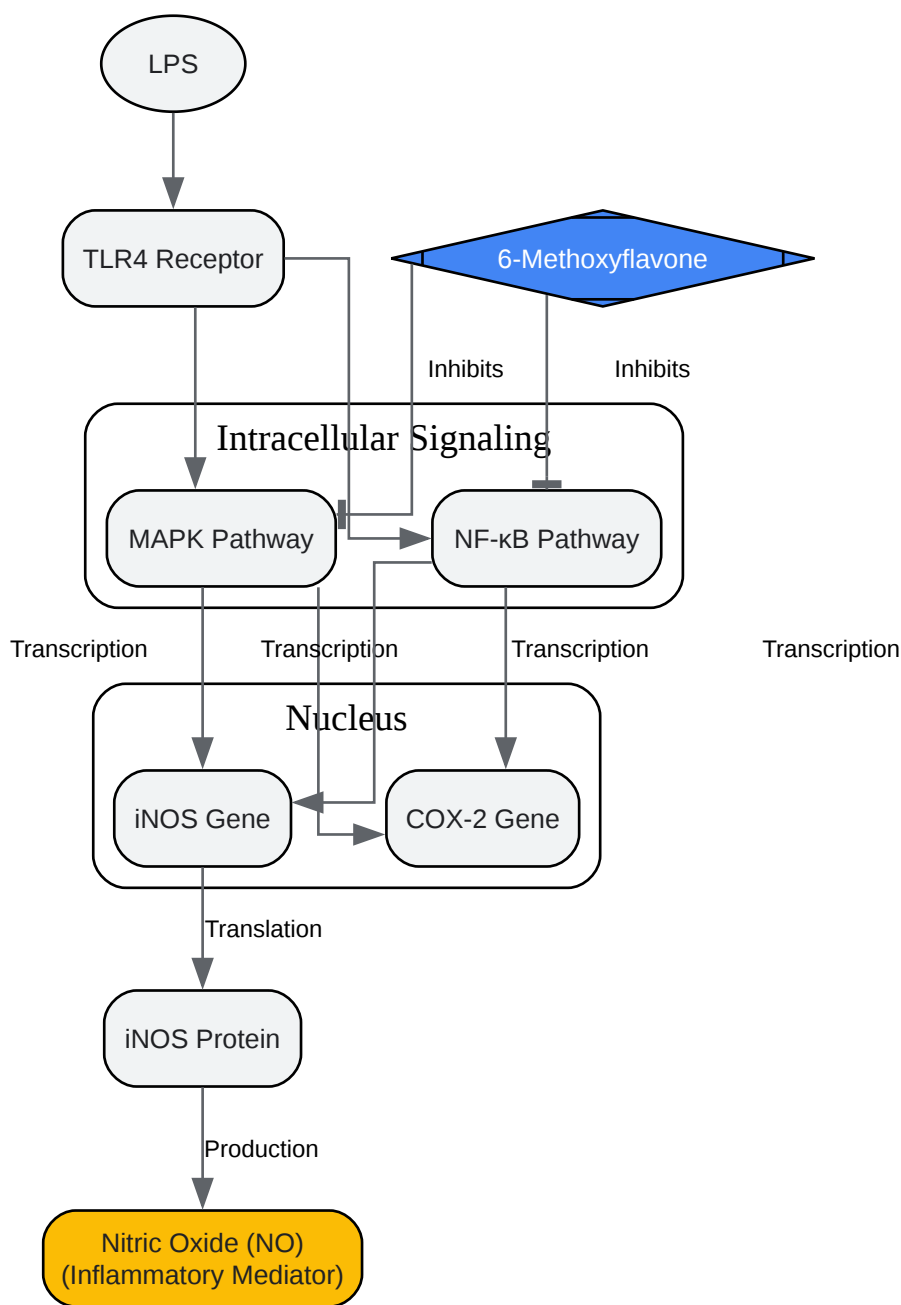 LPS
TLR4 Receptor
6-Methoxyflavone
Inhibits
Inhibits
Intracellular Signaling
MAPK Pathway
NF-κB Pathway
Transcription
Transcription
Transcription
Transcription
Nucleus
iNOS Gene
COX-2 Gene
Translation
iNOS Protein
Production
Nitric Oxide (NO)
(Inflammatory Mediator)